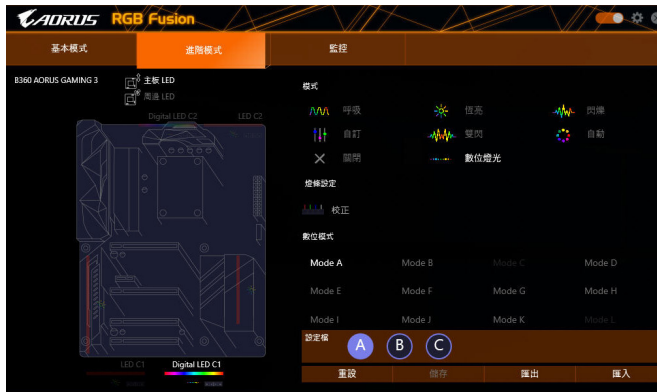 AORUS RGB Fusion
基本模式 進階模式 監控
B360 AORUS GAMING 3
主板 LED
周邊 LED
Digital LED C2 LED C2
LED C1 Digital LED C1
模式
呼吸 恆亮 閃爍
自訂 雙閃 自動
關閉 數位燈光
燈條設定
校正
數位模式
Mode A Mode B Mode C Mode D
Mode E Mode F Mode G Mode H
Mode I Mode J Mode K Mode L
設定檔 A B C
重設 儲存 匯出 匯入